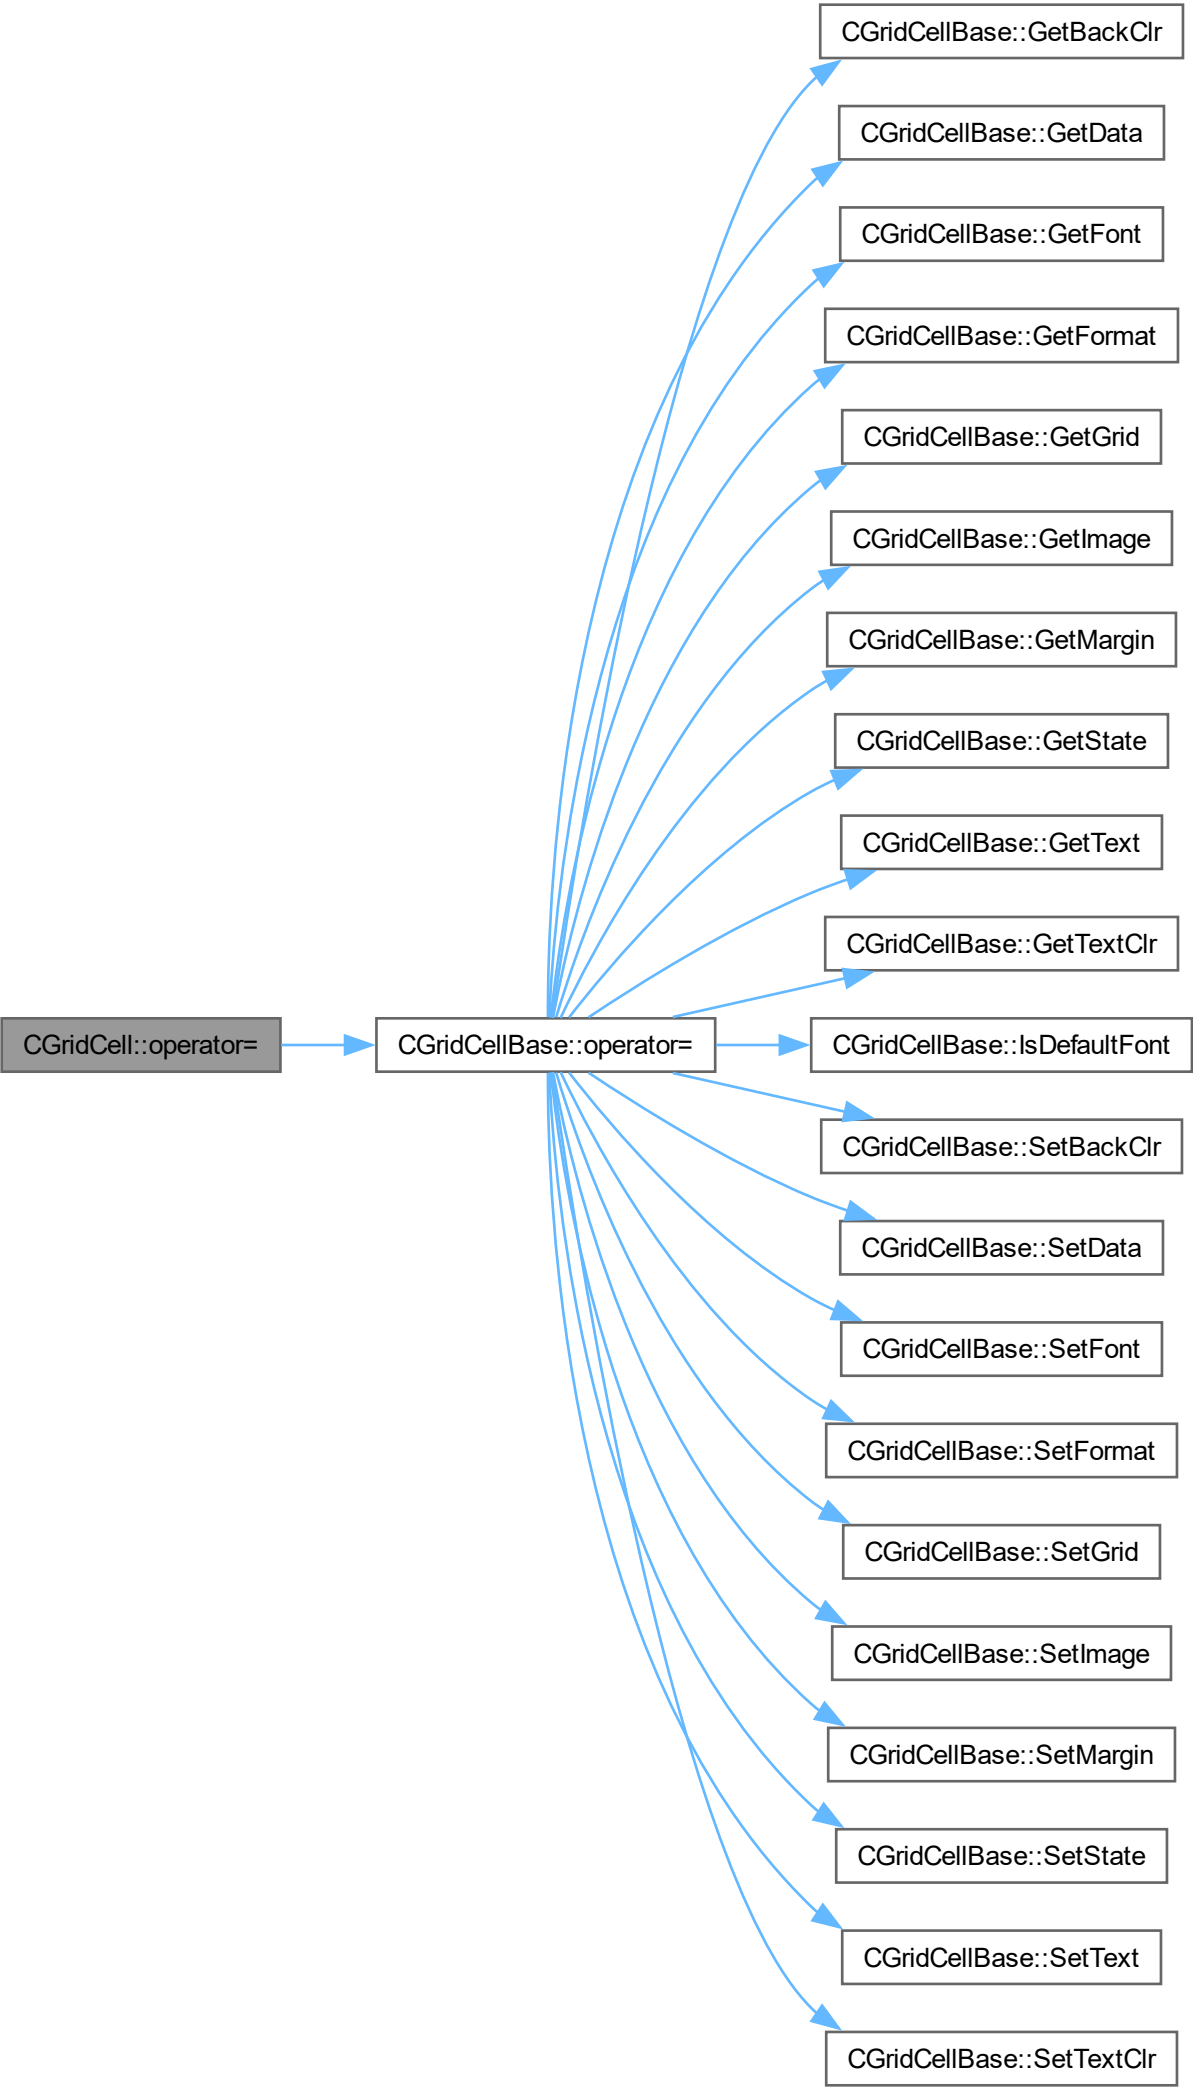 CGridCellBase::GetBackClr
CGridCellBase::GetData
CGridCellBase::GetFont
CGridCellBase::GetFormat
CGridCellBase::GetGrid
CGridCellBase::GetImage
CGridCellBase::GetMargin
CGridCellBase::GetState
CGridCellBase::GetText
CGridCellBase::GetTextClr
CGridCell::operator=
CGridCellBase::operator=
CGridCellBase::IsDefaultFont
CGridCellBase::SetBackClr
CGridCellBase::SetData
CGridCellBase::SetFont
CGridCellBase::SetFormat
CGridCellBase::SetGrid
CGridCellBase::SetImage
CGridCellBase::SetMargin
CGridCellBase::SetState
CGridCellBase::SetText
CGridCellBase::SetTextClr